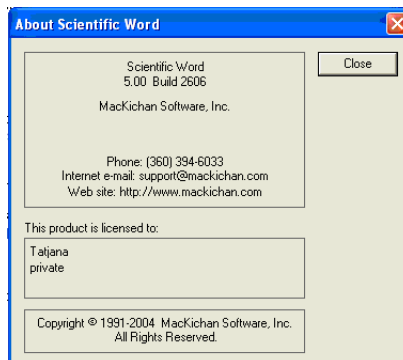 About Scientific Word
Scientific Word
5.00 Build 2606
MacKichan Software, Inc.
Phone: (360) 394-6033
Internet e-mail: support@mackichan.com
Web site: http://www.mackichan.com
Close
This product is licensed to:
Tatjana
private
Copyright © 1991-2004 MacKichan Software, Inc.
All Rights Reserved.